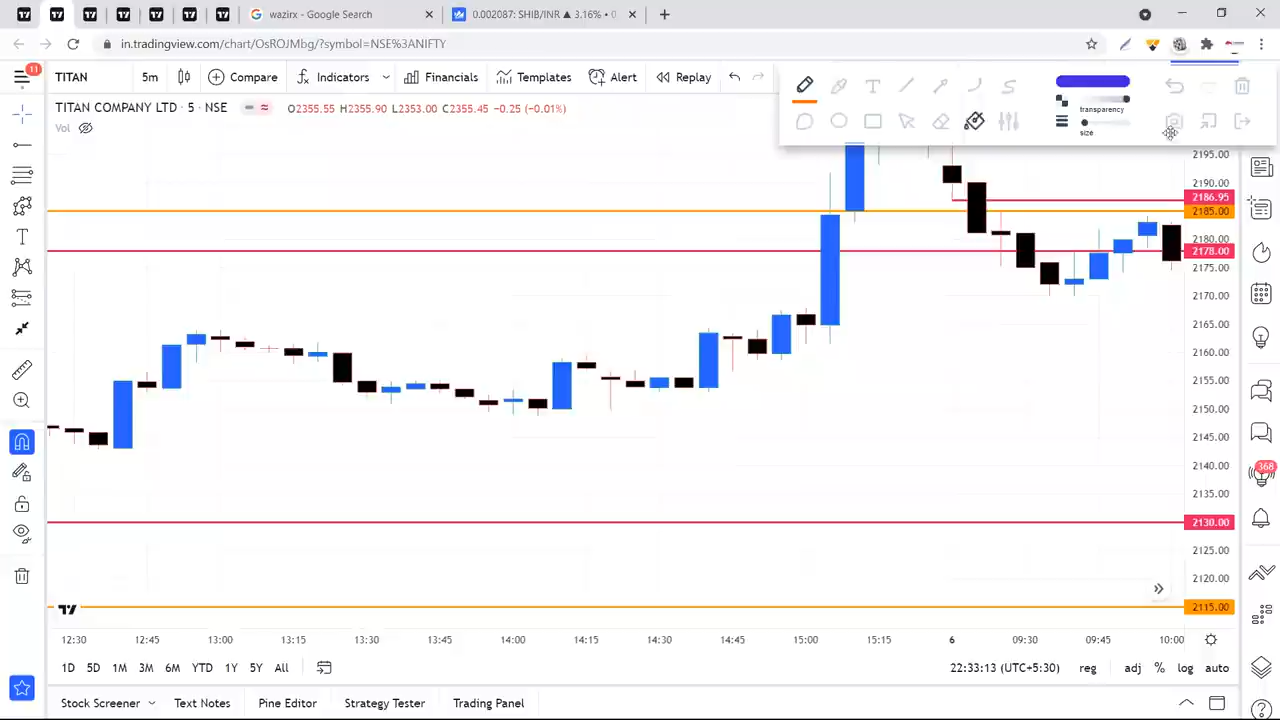 wazirx - Google Search
0.002087: SHIB/INR ▲ 3.16% •
in.tradingview.com/chart/OsROJMbg/?symbol=NSE%3ANIFTY
11
TITAN
5m
Compare
Indicators
Financials
Templates
Alert
Replay
transparency
size
TITAN COMPANY LTD · 5 · NSE
O2355.55 H2355.90 L2353.00 C2355.45 −0.25 (−0.01%)
Vol
2195.00
2190.00
2186.95
2185.00
2180.00
2178.00
2175.00
2170.00
2165.00
2160.00
2155.00
2150.00
2145.00
2140.00
2135.00
2130.00
2125.00
2120.00
2115.00
368
12:30 12:45 13:00 13:15 13:30 13:45 14:00 14:15 14:30 14:45 15:00 15:15 6 09:30 09:45 10:00
1D 5D 1M 3M 6M YTD 1Y 5Y All
22:33:13 (UTC+5:30) reg adj % log auto
Stock Screener Text Notes Pine Editor Strategy Tester Trading Panel